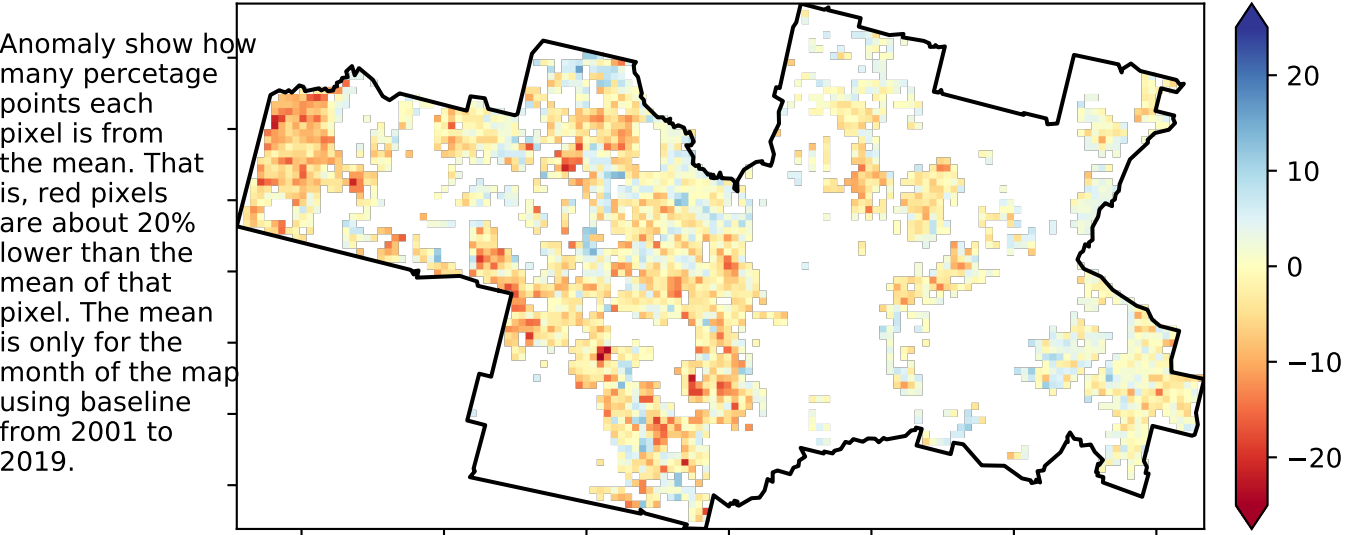 Anomaly show how
many percetage
points each
pixel is from
the mean. That
is, red pixels
are about 20%
lower than the
mean of that
pixel. The mean
is only for the
month of the map
using baseline
from 2001 to
2019.
20
10
0
−10
−20